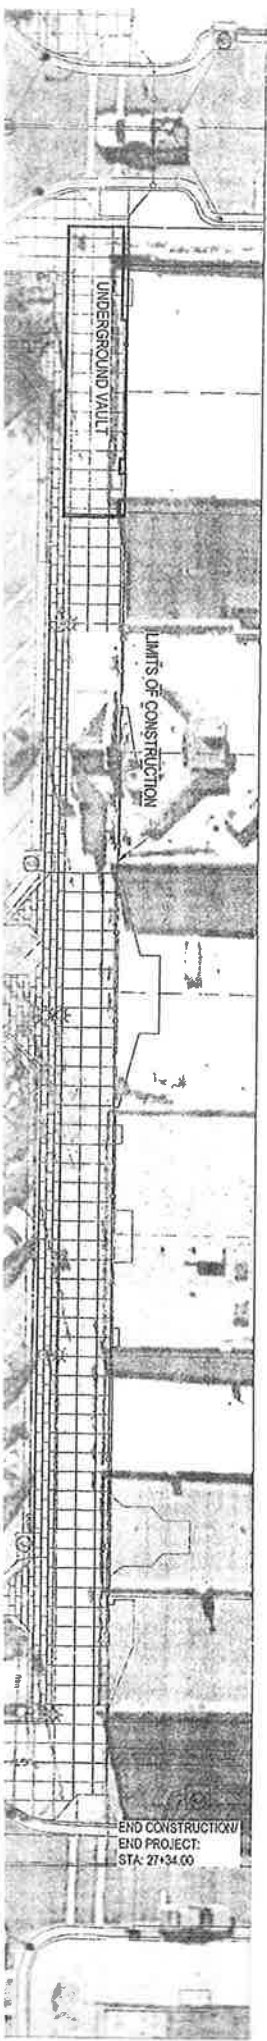 UNDERGROUND VAULT
LIMITS OF CONSTRUCTION
END CONSTRUCTION/
END PROJECT:
STA: 27+34.00